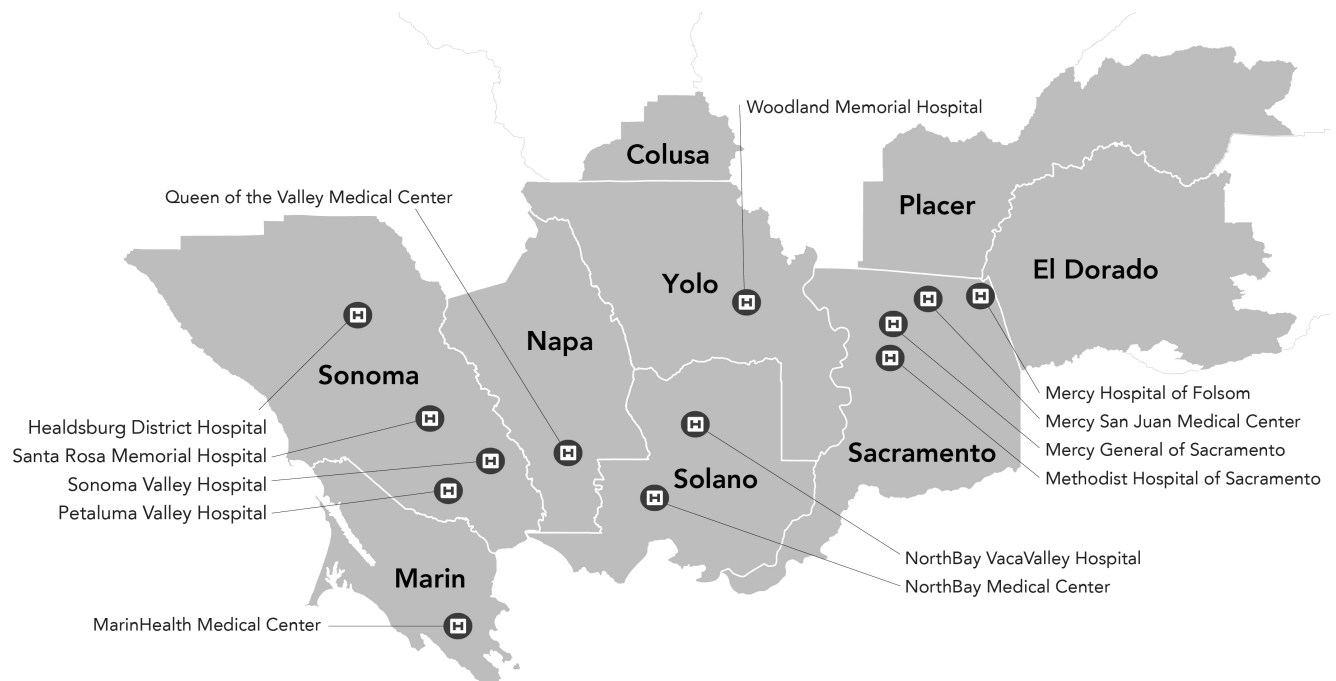 Woodland Memorial Hospital
Colusa
Queen of the Valley Medical Center
Placer
El Dorado
Yolo
Napa
Sonoma
Mercy Hospital of Folsom
Mercy San Juan Medical Center
Mercy General of Sacramento
Methodist Hospital of Sacramento
Healdsburg District Hospital
Santa Rosa Memorial Hospital
Sonoma Valley Hospital
Petaluma Valley Hospital
Sacramento
Solano
NorthBay VacaValley Hospital
NorthBay Medical Center
Marin
MarinHealth Medical Center
H
H
H
H
H
H
H
H
H
H
H
H
H